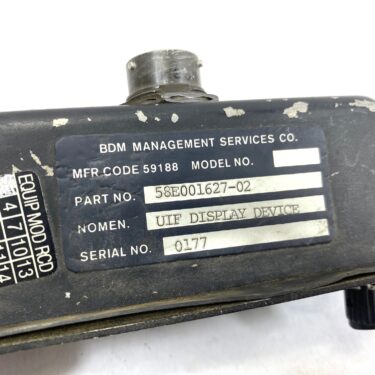 BDM MANAGEMENT SERVICES CO.
MFR CODE 59188 MODEL NO.
PART NO. 58E001627-02
NOMEN. UIF DISPLAY DEVICE
SERIAL NO. 0177
EQUIP MOD RCD
4 7 10 13